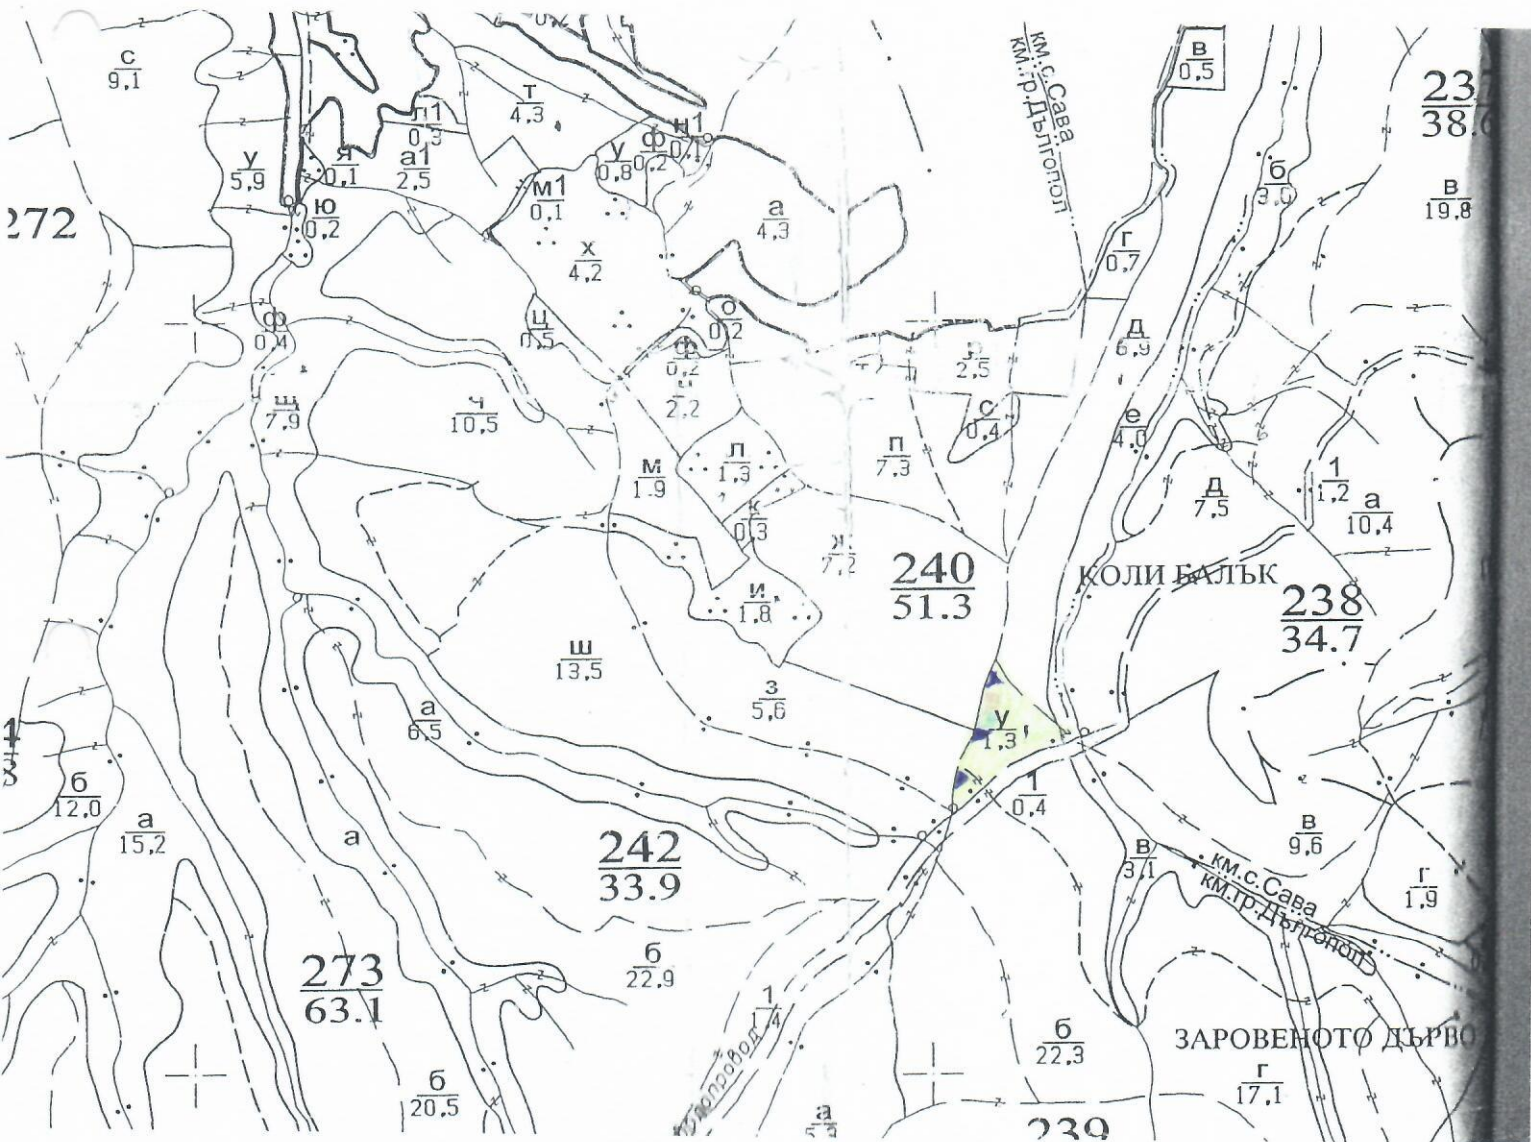 км.с.Сава
км.гр.Дългопол
в
0,5
с
9,1
т
4,3
л1
0,3
н1
0,1
ф
0,2
у
0,8
я
0,1
а1
2,5
у
5,9
м1
0,1
б
3,0
в
19,8
272
ю
0,2
а
4,3
х
4,2
г
0,7
ф
0,4
ц
0,5
о
0,2
д
6,9
ф
0,2
2,2
2,5
щ
7,9
ч
10,5
с
0,4
е
4,0
м
1.9
л
1,3
п
7,3
д
7,5
1
1,2
а
10,4
к
0,3
7,2
240
51.3
КОЛИ БАЛЪК
238
34.7
и
1,8
ш
13,5
з
5,6
а
6,5
у
1,3
б
12,0
а
15,2
а
1
0,4
242
33.9
в
3,1
в
9,6
км.с.Сава
км.гр.Дългопол
г
1,9
273
63.1
б
22,9
1
1,4
б
22,3
ЗАРОВЕНОТО ДЪРВО
г
17,1
б
20,5
а
239